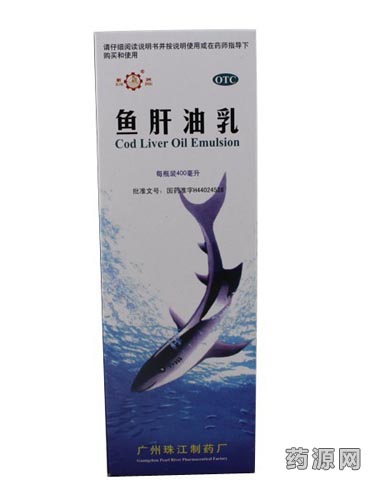 请仔细阅读说明书并按说明使用或在药师指导下
购买和使用
OTC
鱼肝油乳
Cod Liver Oil Emulsion
每瓶装400毫升
批准文号：国药准字H44024528
广州珠江制药厂
Guangzhou Pearl River Pharmaceutical Factory
药源网